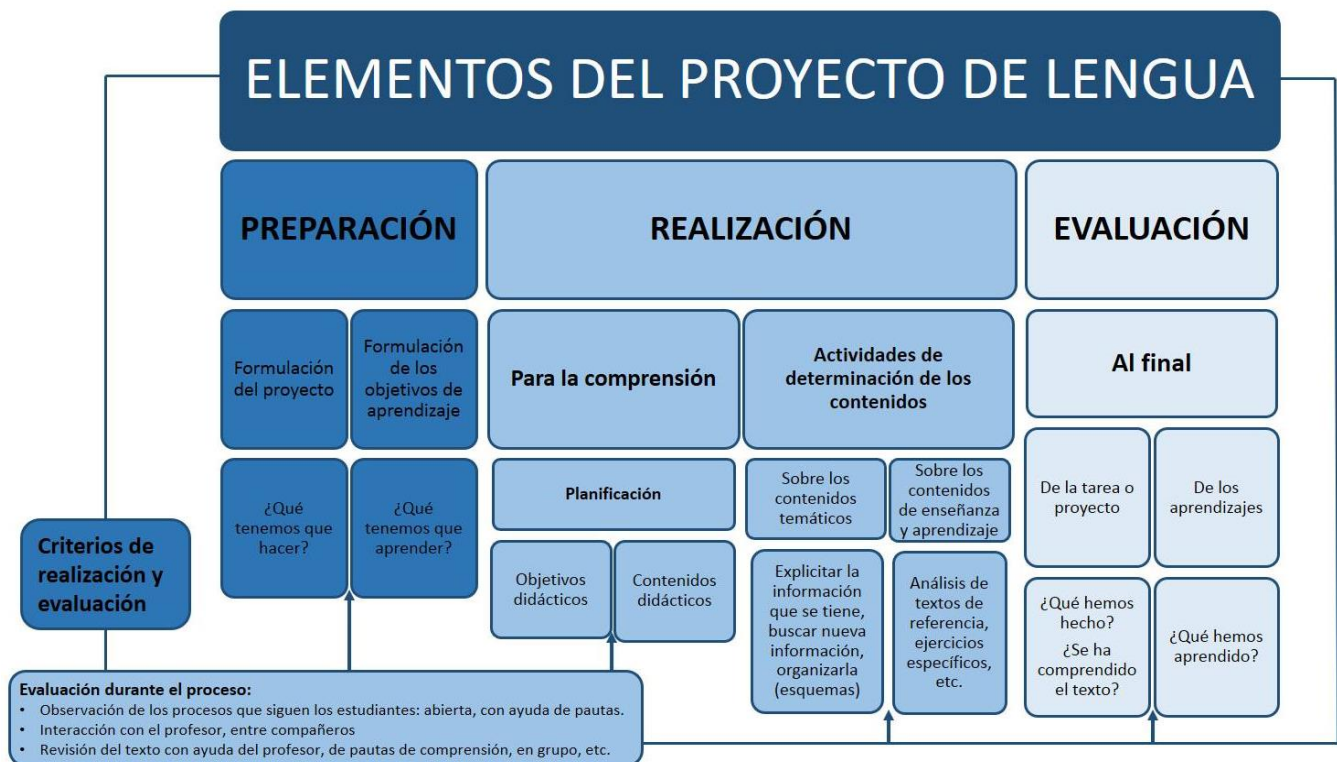 ELEMENTOS DEL PROYECTO DE LENGUA
PREPARACIÓN
REALIZACIÓN
EVALUACIÓN
Formulación
del proyecto
Formulación
de los
objetivos de
aprendizaje
Para la comprensión
Actividades de
determinación de los
contenidos
Al final
¿Qué
tenemos que
hacer?
¿Qué
tenemos que
aprender?
Planificación
Sobre los
contenidos
temáticos
Sobre los
contenidos
de enseñanza
y aprendizaje
De la tarea o
proyecto
De los
aprendizajes
Criterios de
realización y
evaluación
Objetivos
didácticos
Contenidos
didácticos
Explicitar la
información
que se tiene,
buscar nueva
información,
organizarla
(esquemas)
Análisis de
textos de
referencia,
ejercicios
específicos,
etc.
¿Qué hemos
hecho?
¿Se ha
comprendido
el texto?
¿Qué hemos
aprendido?
Evaluación durante el proceso:
• Observación de los procesos que siguen los estudiantes: abierta, con ayuda de pautas.
• Interacción con el profesor, entre compañeros
• Revisión del texto con ayuda del profesor, de pautas de comprensión, en grupo, etc.